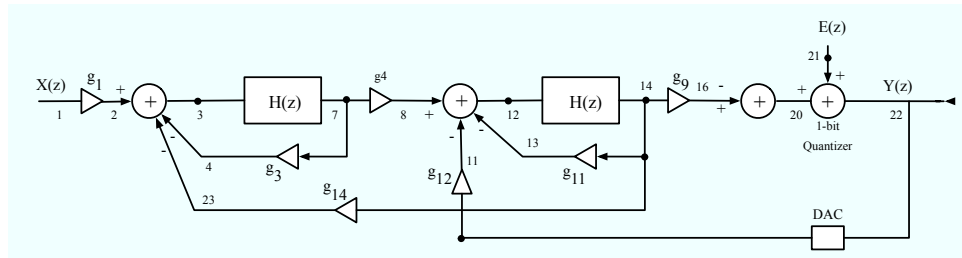 E(z)
X(z) g1 g4 21 Y(z)
+ + 14 g9 16 - + +
+ H(z) + H(z) + +
1 2 3 7 8 + 12 + 20 1-bit 22
Quantizer
- - - 13
4 g3 11 g11
- g12
23 g14
DAC